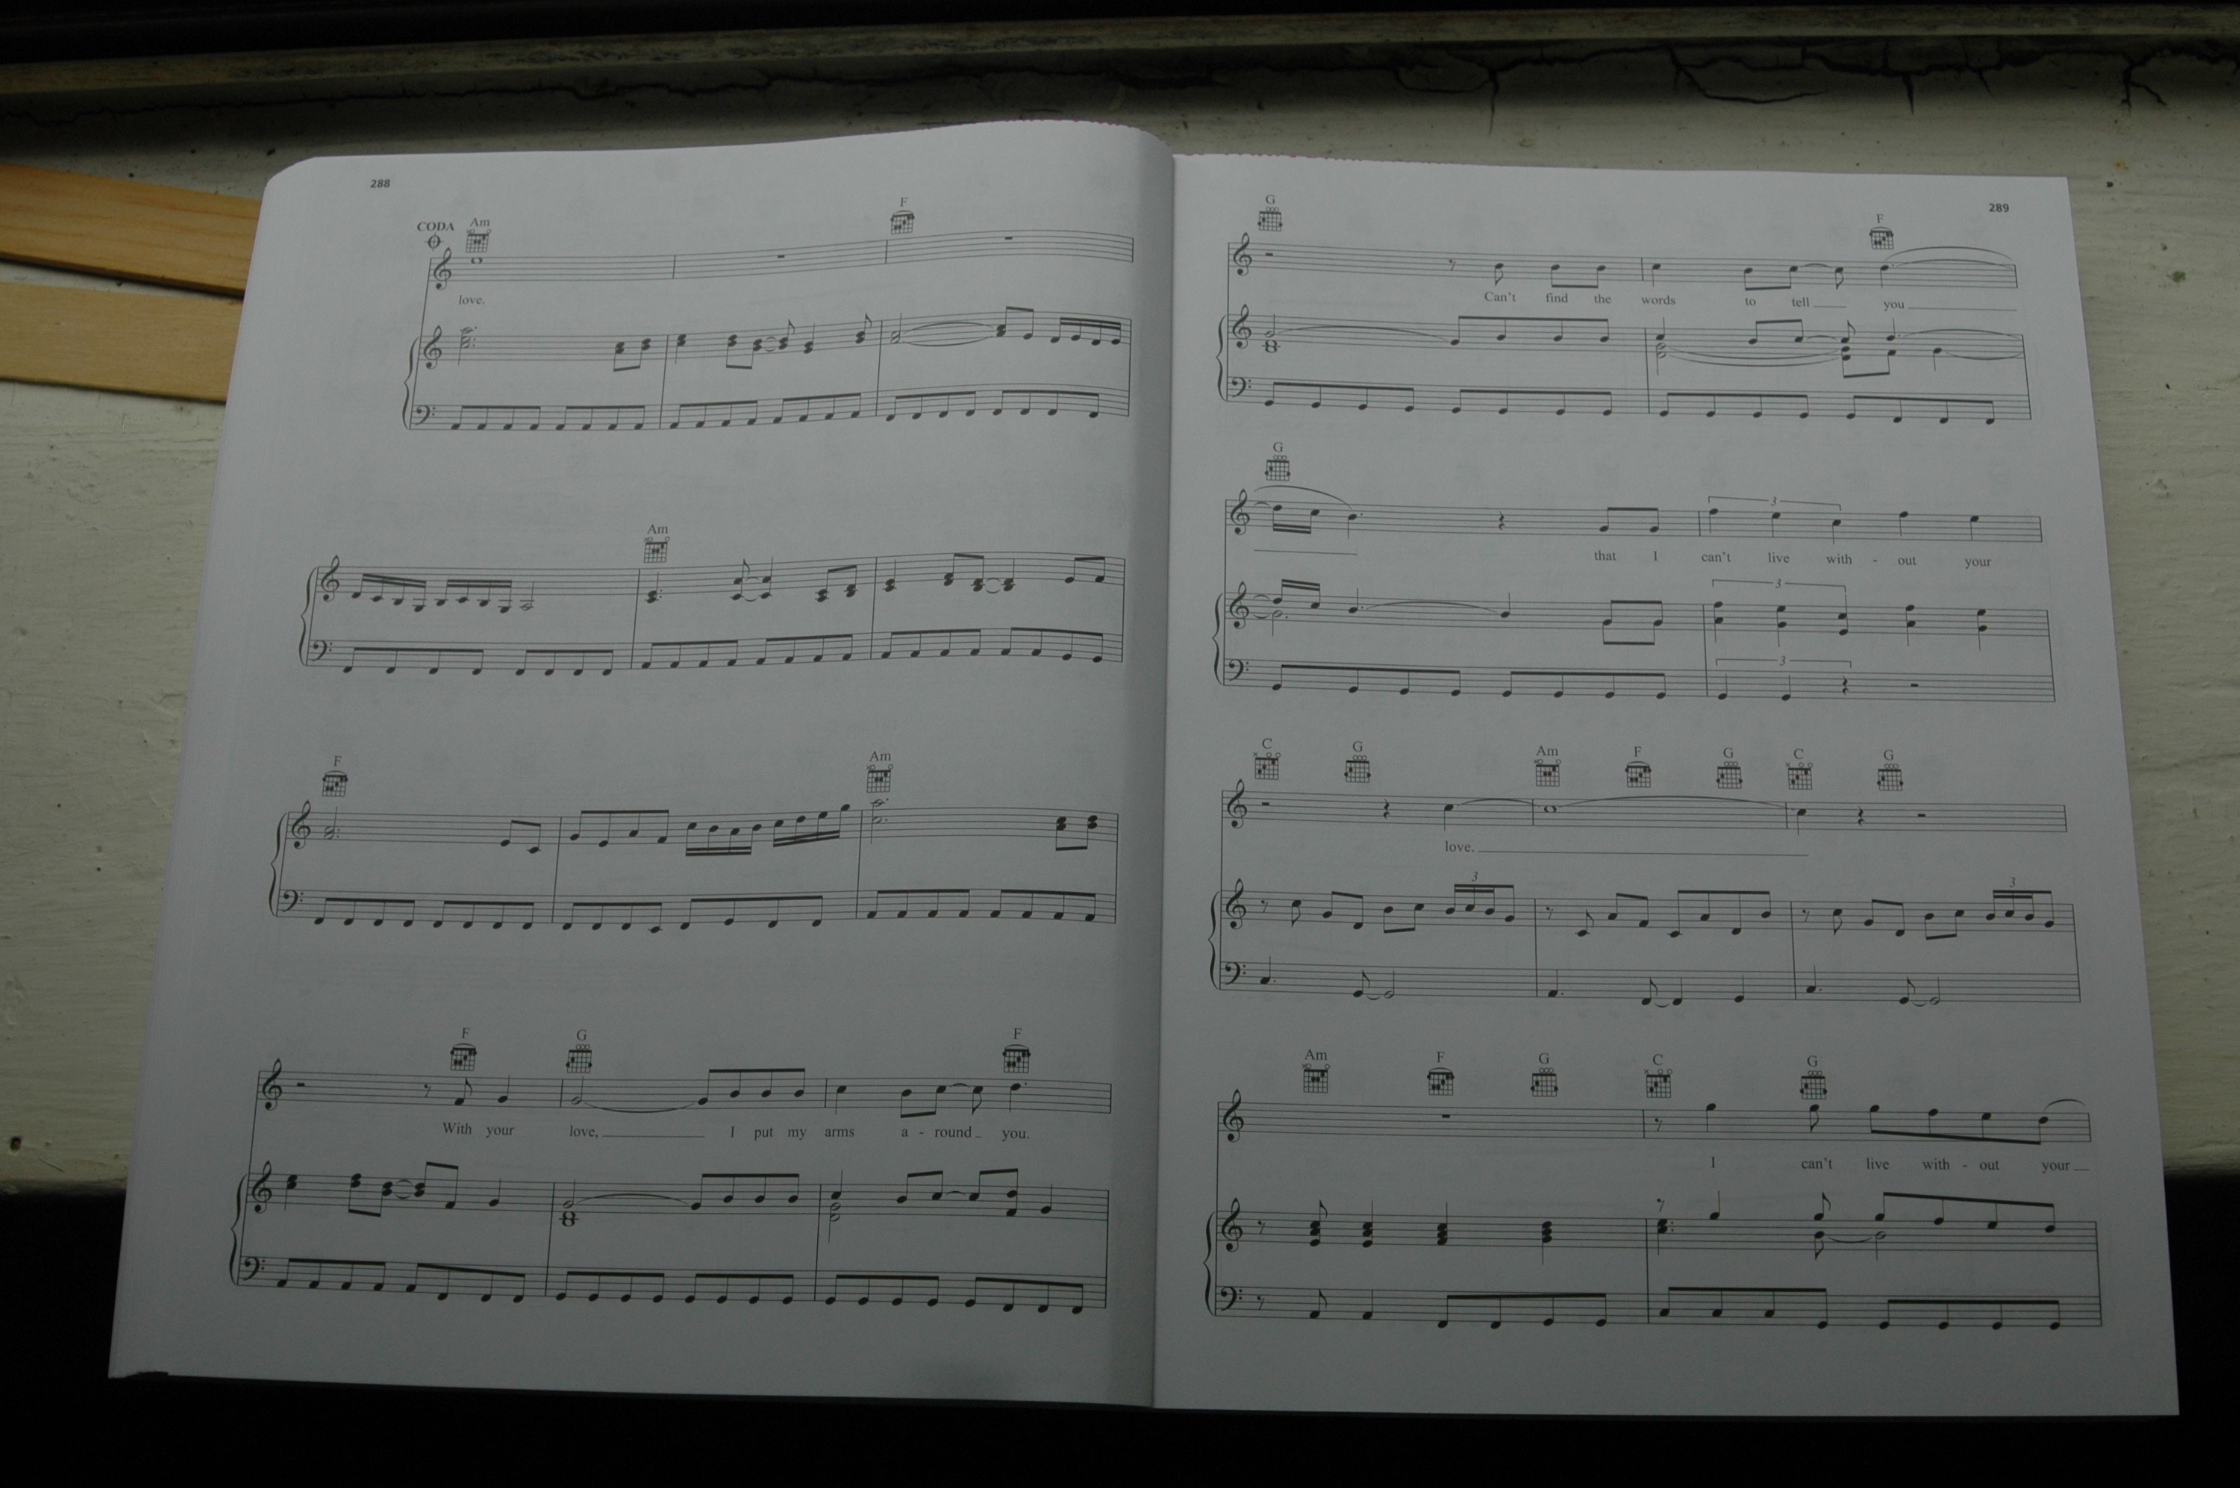 288
CODA Am F
love.
Am
F Am
F G F
With your love, I put my arms a - round you.
289
G F
Can't find the words to tell you
G
3
that I can't live with - out your
3
3
C G Am F G C G
love.
3 3
Am F G C G
I can't live with - out your